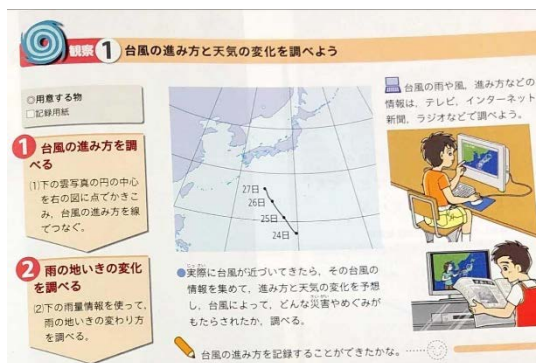 観察 1 台風の進み方と天気の変化を調べよう
◎用意する物
□記録用紙
1 台風の進み方を調
べる
(1)下の雲写真の円の中心
を右の図に点でかきこ
み，台風の進み方を線
でつなぐ。
2 雨の地いきの変化
を調べる
(2)下の雨量情報を使って，
雨の地いきの変わり方
を調べる。
27日
26日
25日
24日
●実際に台風が近づいてきたら，その台風の
情報を集めて，進み方と天気の変化を予想
し，台風によって，どんな災害やめぐみが
もたらされたか，調べる。
台風の進み方を記録することができたかな。
台風の雨や風，進み方などの
情報は，テレビ，インターネット
新聞，ラジオなどで調べよう。